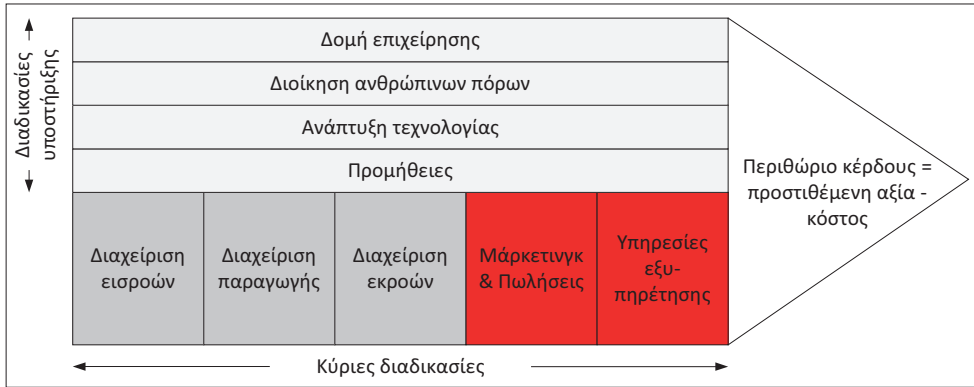 Διαδικασίες
υποστήριξης
Δομή επιχείρησης
Διοίκηση ανθρώπινων πόρων
Ανάπτυξη τεχνολογίας
Προμήθειες
Διαχείριση
εισροών
Διαχείριση
παραγωγής
Διαχείριση
εκροών
Μάρκετινγκ
& Πωλήσεις
Υπηρεσίες
εξυ-
πηρέτησης
Περιθώριο κέρδους =
προστιθέμενη αξία -
κόστος
Κύριες διαδικασίες